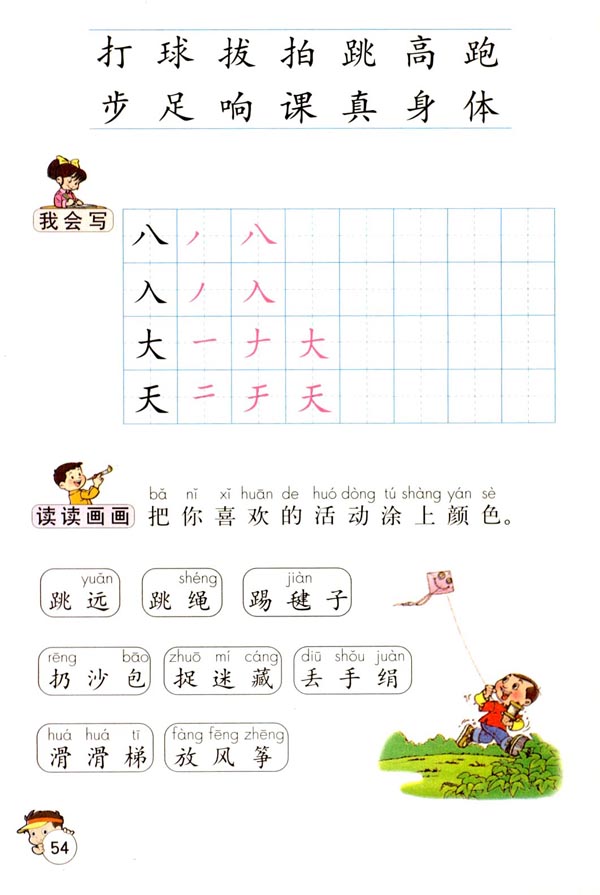 打 球 拔 拍 跳 高 跑
步 足 响 课 真 身 体
我会写
八 丿 八
入 丿 入
大 一 ナ 大
天 二 于 天
bǎ nǐ xǐ huān de huó dòng tú shàng yán sè
读读画画 把你喜欢的活动涂上颜色。
yuǎn shéng jiàn
跳远 跳绳 踢毽子
rēng bāo zhuō mí cáng diū shǒu juàn
扔沙包 捉迷藏 丢手绢
huá huá tī fàng fēng zhēng
滑滑梯 放风筝
54